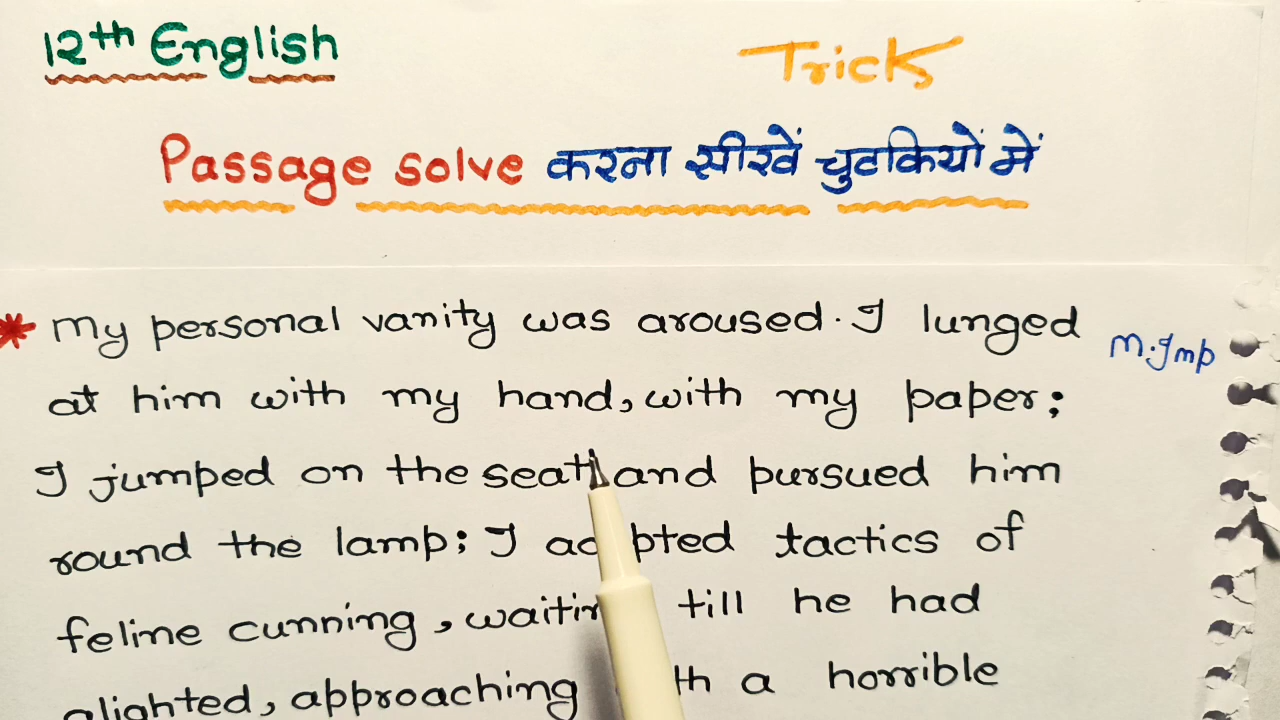 12th English
Trick
Passage solve करना सीखें चुटकियों में
My personal vanity was aroused. I lunged
M.Imp
at him with my hand, with my paper;
I jumped on the seat and pursued him
round the lamp; I tactics of
feline cunning, till he had
alighted, approaching a horrible